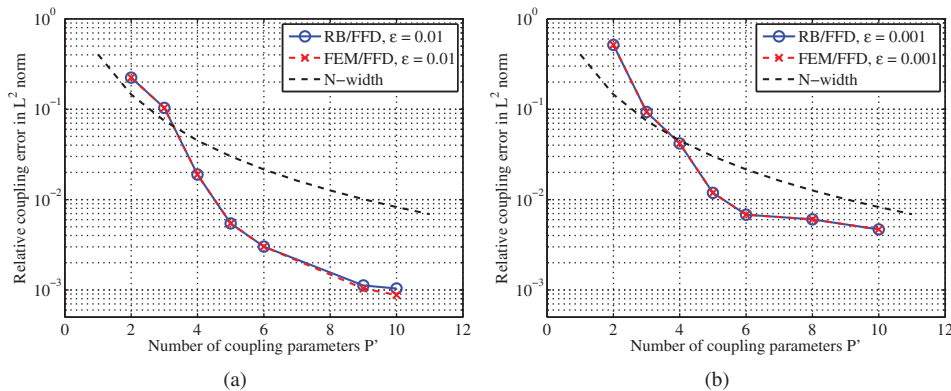 10^0
10^-1
10^-2
10^-3
0 2 4 6 8 10 12
Relative coupling error in L^2 norm
Number of coupling parameters P'
RB/FFD, ε = 0.01
FEM/FFD, ε = 0.01
N−width
(a)
10^0
10^-1
10^-2
10^-3
0 2 4 6 8 10 12
Relative coupling error in L^2 norm
Number of coupling parameters P'
RB/FFD, ε = 0.001
FEM/FFD, ε = 0.001
N−width
(b)